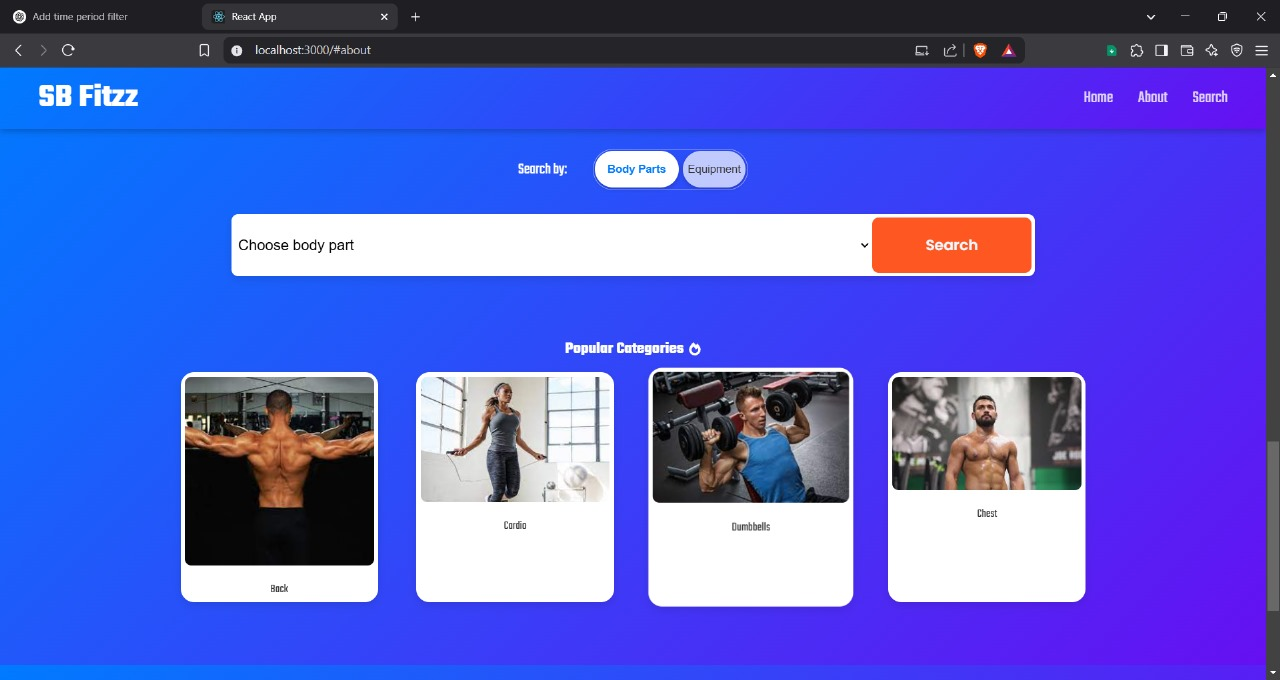 Add time period filter
React App
localhost:3000/#about
SB Fitzz
Home About Search
Search by: Body Parts Equipment
Choose body part
Search
Popular Categories
Back
Cardio
Dumbbells
Chest